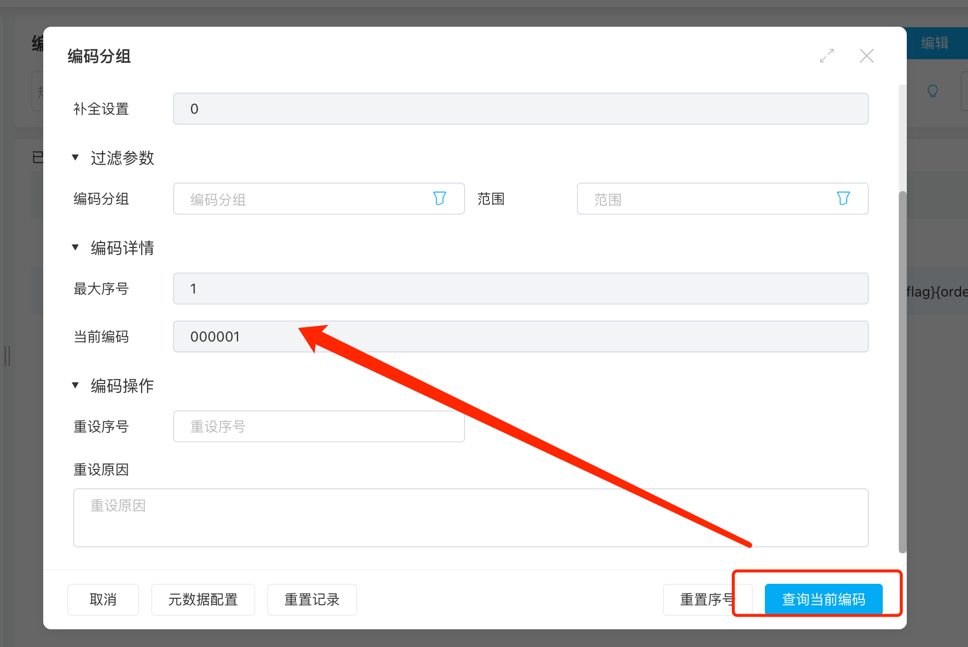 编码分组
编辑
补全设置
0
过滤参数
编码分组
编码分组
范围
范围
编码详情
最大序号
1
flag}{orde
当前编码
000001
编码操作
重设序号
重设序号
重设原因
重设原因
取消
元数据配置
重置记录
重置序号
查询当前编码